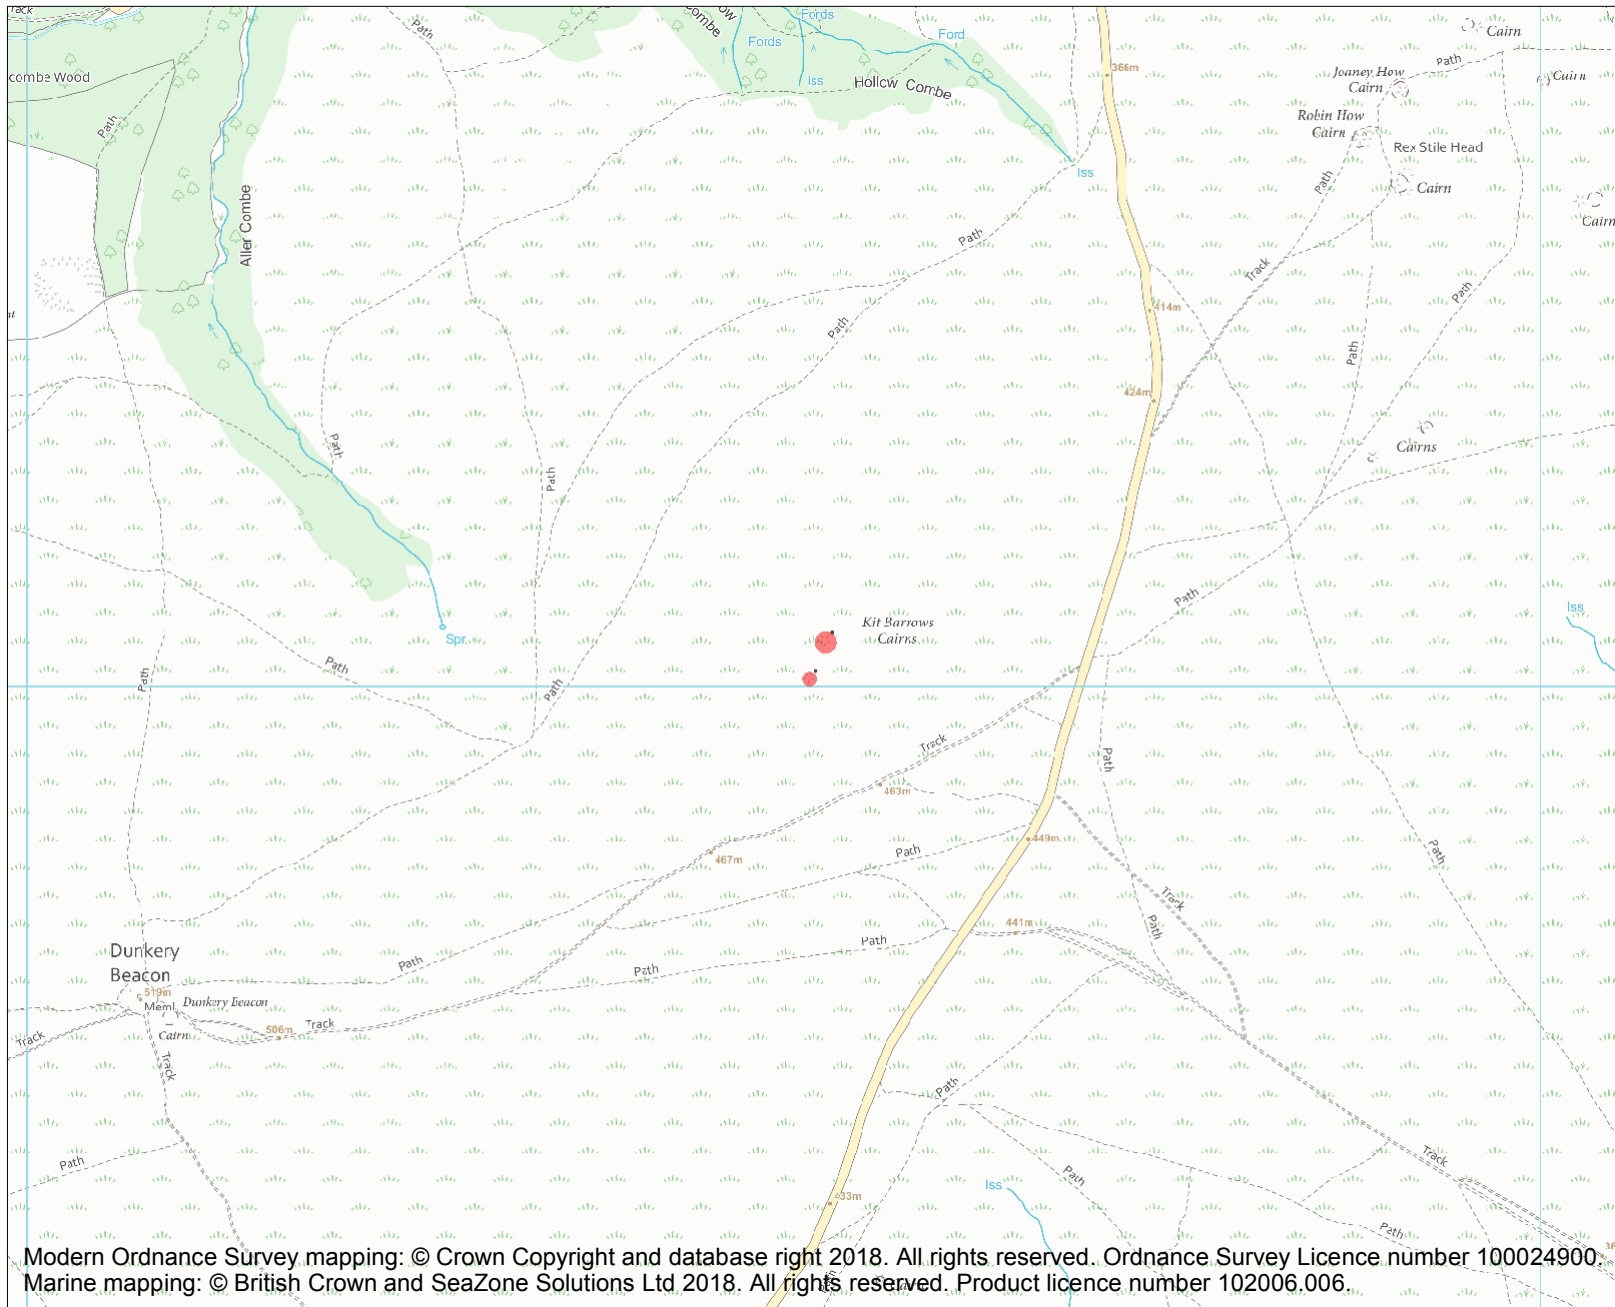 Path
Fords
Fords
Ford
Iss
Hollow Combe
366m
Cairn
Path
Joaney How
Cairn
Cairn
Robin How
Cairn
Rex Stile Head
Cairn
Cairn
combe Wood
Path
Aller Combe
Iss
Path
Path
Track
Path
414m
Path
Path
424m
Cairns
Path
Path
Path
Spr
Kit Barrows
Cairns
Path
Iss
Path
Path
Path
Track
Path
463m
449m
467m
Path
Path
Track
441m
Path
Path
Path
Path
Dunkery
Beacon
519m
Meml
Dunkery Beacon
Cairn
506m
Track
Track
Track
Path
Path
Path
Track
Iss
433m
Path
Path
Modern Ordnance Survey mapping: © Crown Copyright and database right 2018. All rights reserved. Ordnance Survey Licence number 100024900.
Marine mapping: © British Crown and SeaZone Solutions Ltd 2018. All rights reserved. Product licence number 102006.006.